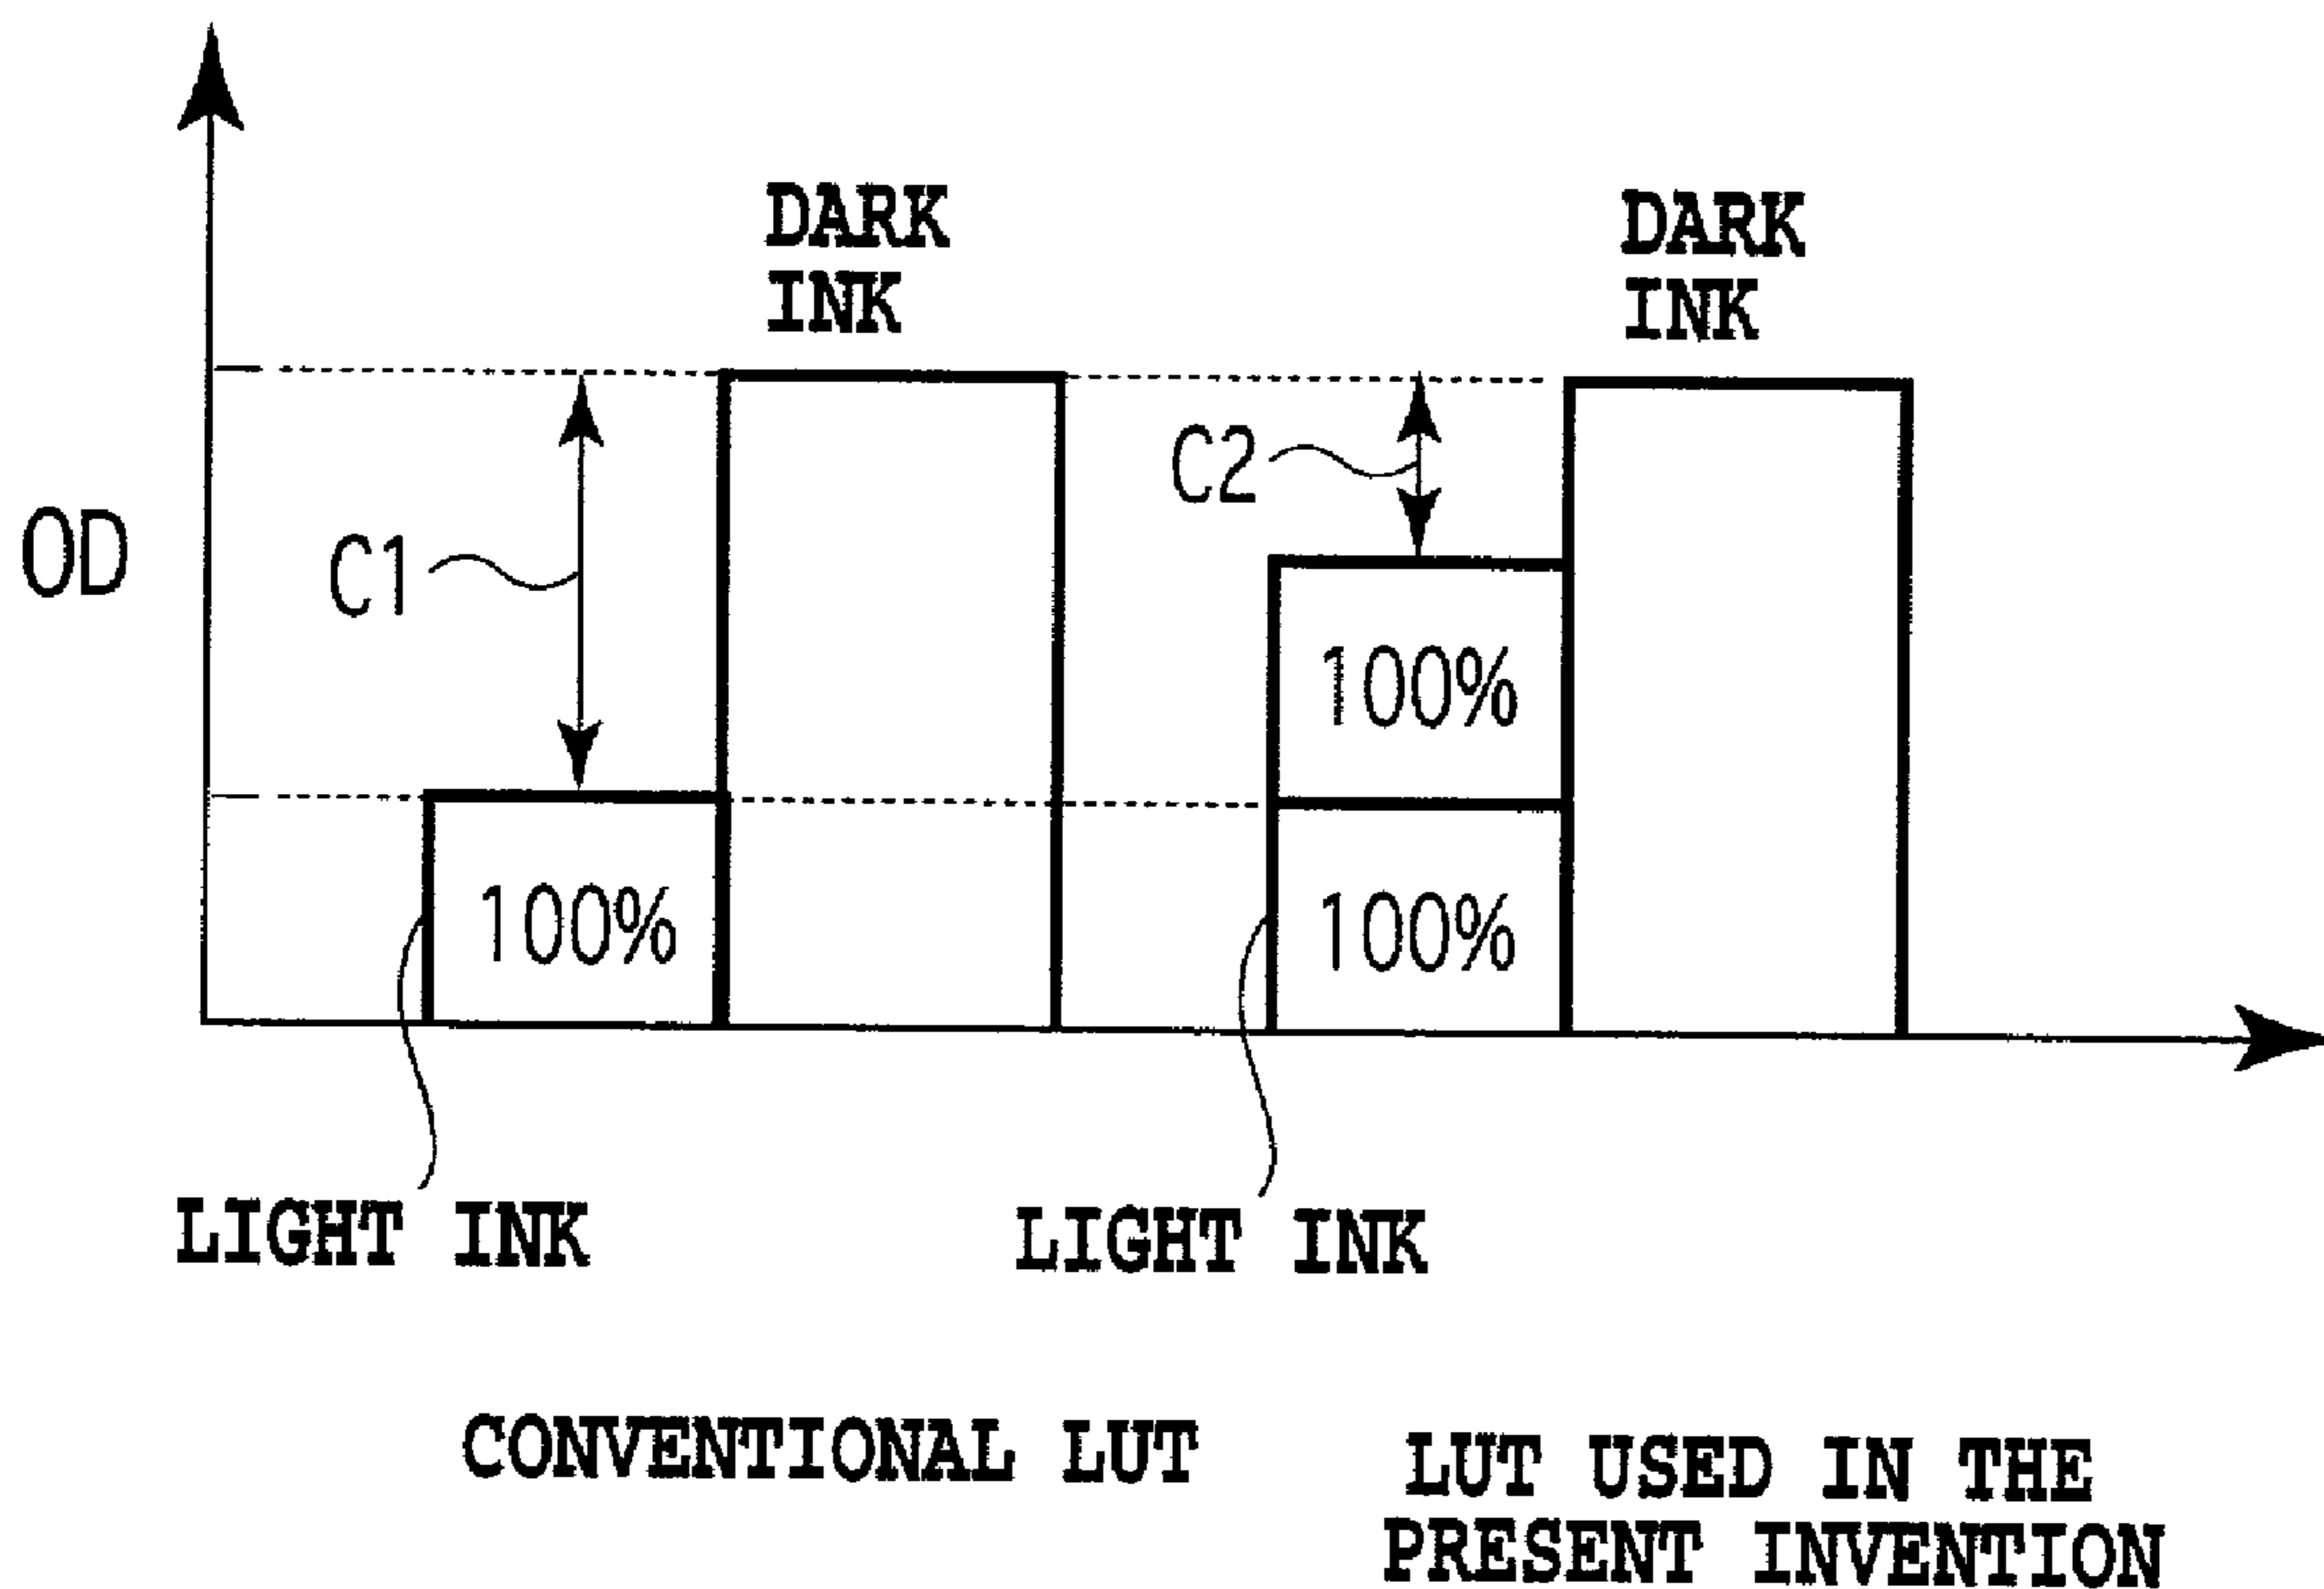 DARK
INK
DARK
INK
OD
C1
C2
100%
100%
100%
LIGHT INK
LIGHT INK
CONVENTIONAL LUT
LUT USED IN THE
PRESENT INVENTION